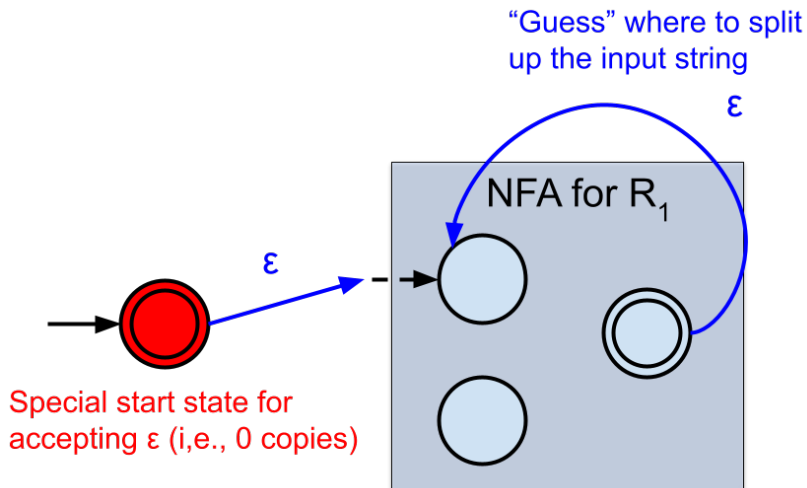 “Guess” where to split
up the input string
ε
NFA for R₁
ε
Special start state for
accepting ε (i,e., 0 copies)